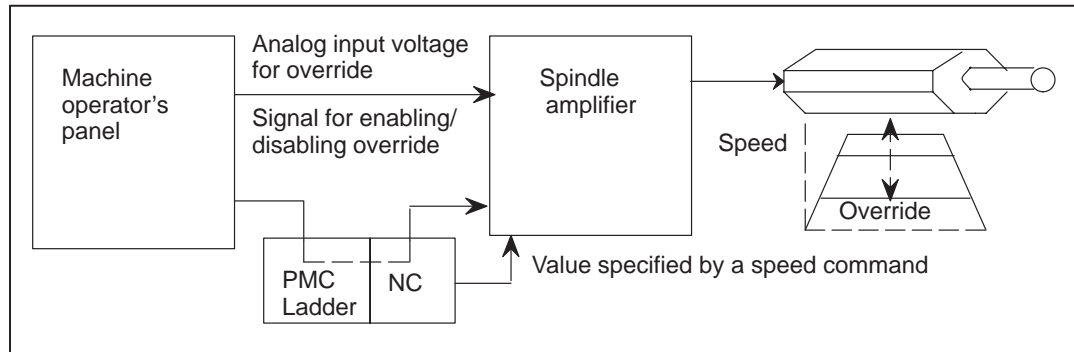 Machine
operator's
panel
Analog input voltage
for override
Signal for enabling/
disabling override
Spindle
amplifier
Speed
Override
PMC
Ladder
NC
Value specified by a speed command